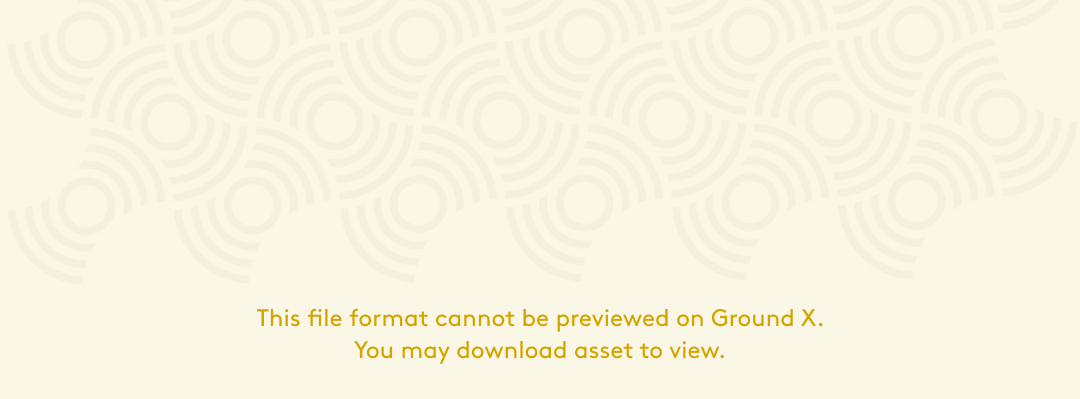 This file format cannot be previewed on Ground X.
You may download asset to view.